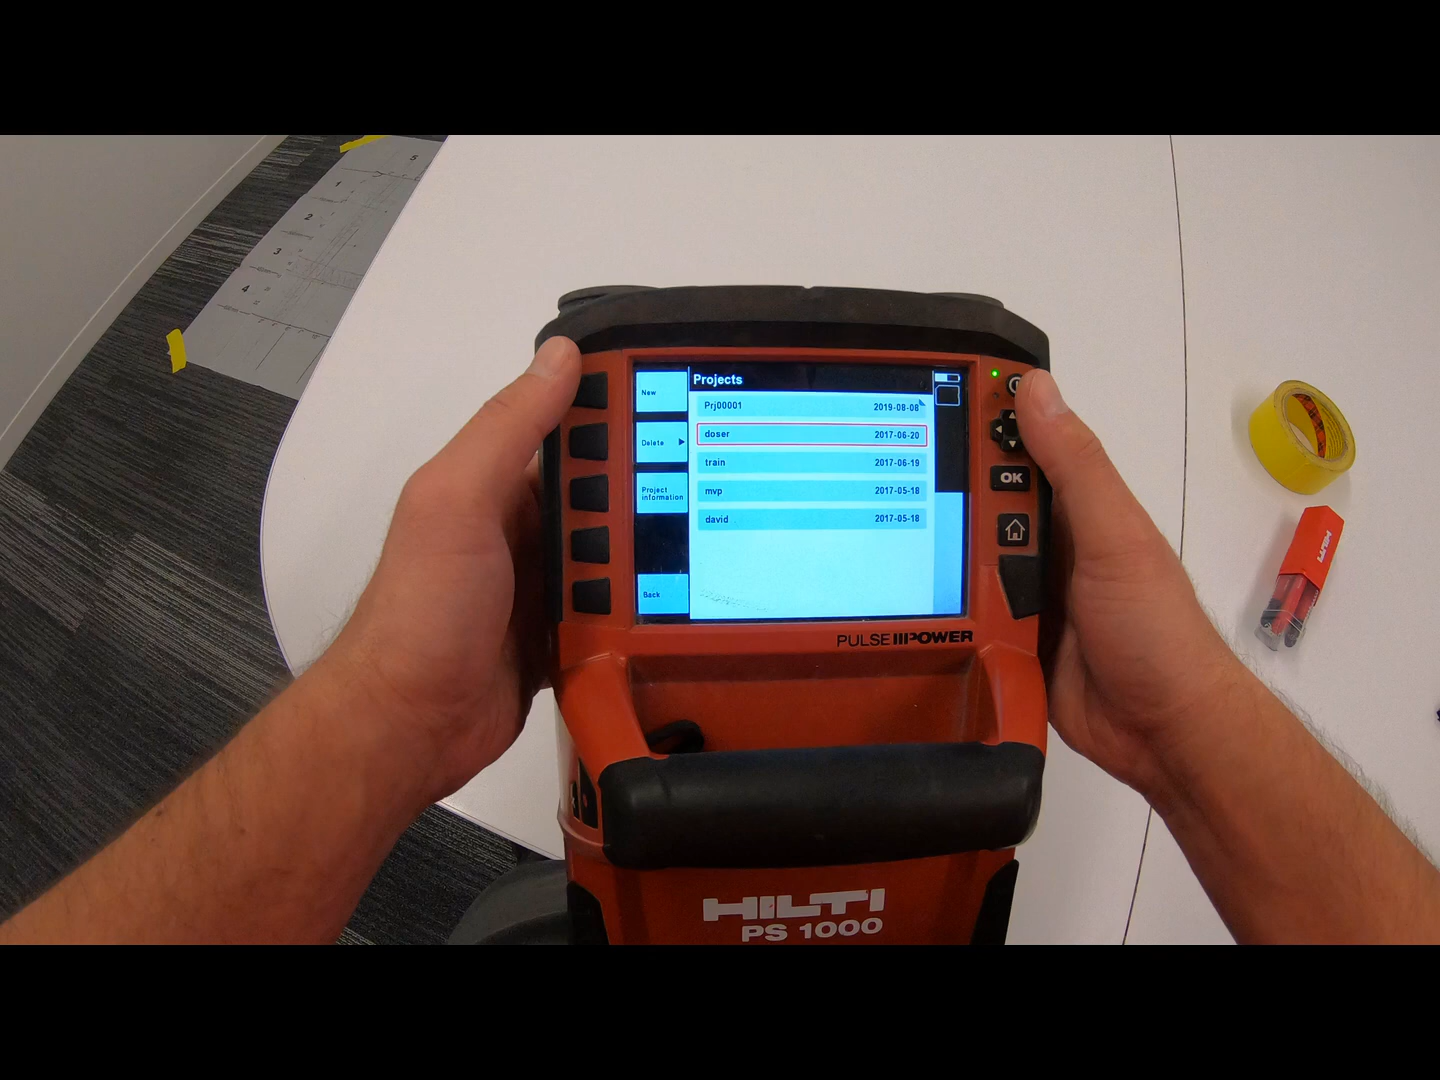 5
1
2
3
4
New
Projects
Prj00001 2019-08-08
Delete
doser 2017-06-20
train 2017-06-19
Project
information
mvp 2017-05-18
david 2017-05-18
Back
OK
PULSE POWER
HILTI
PS 1000
HILTI